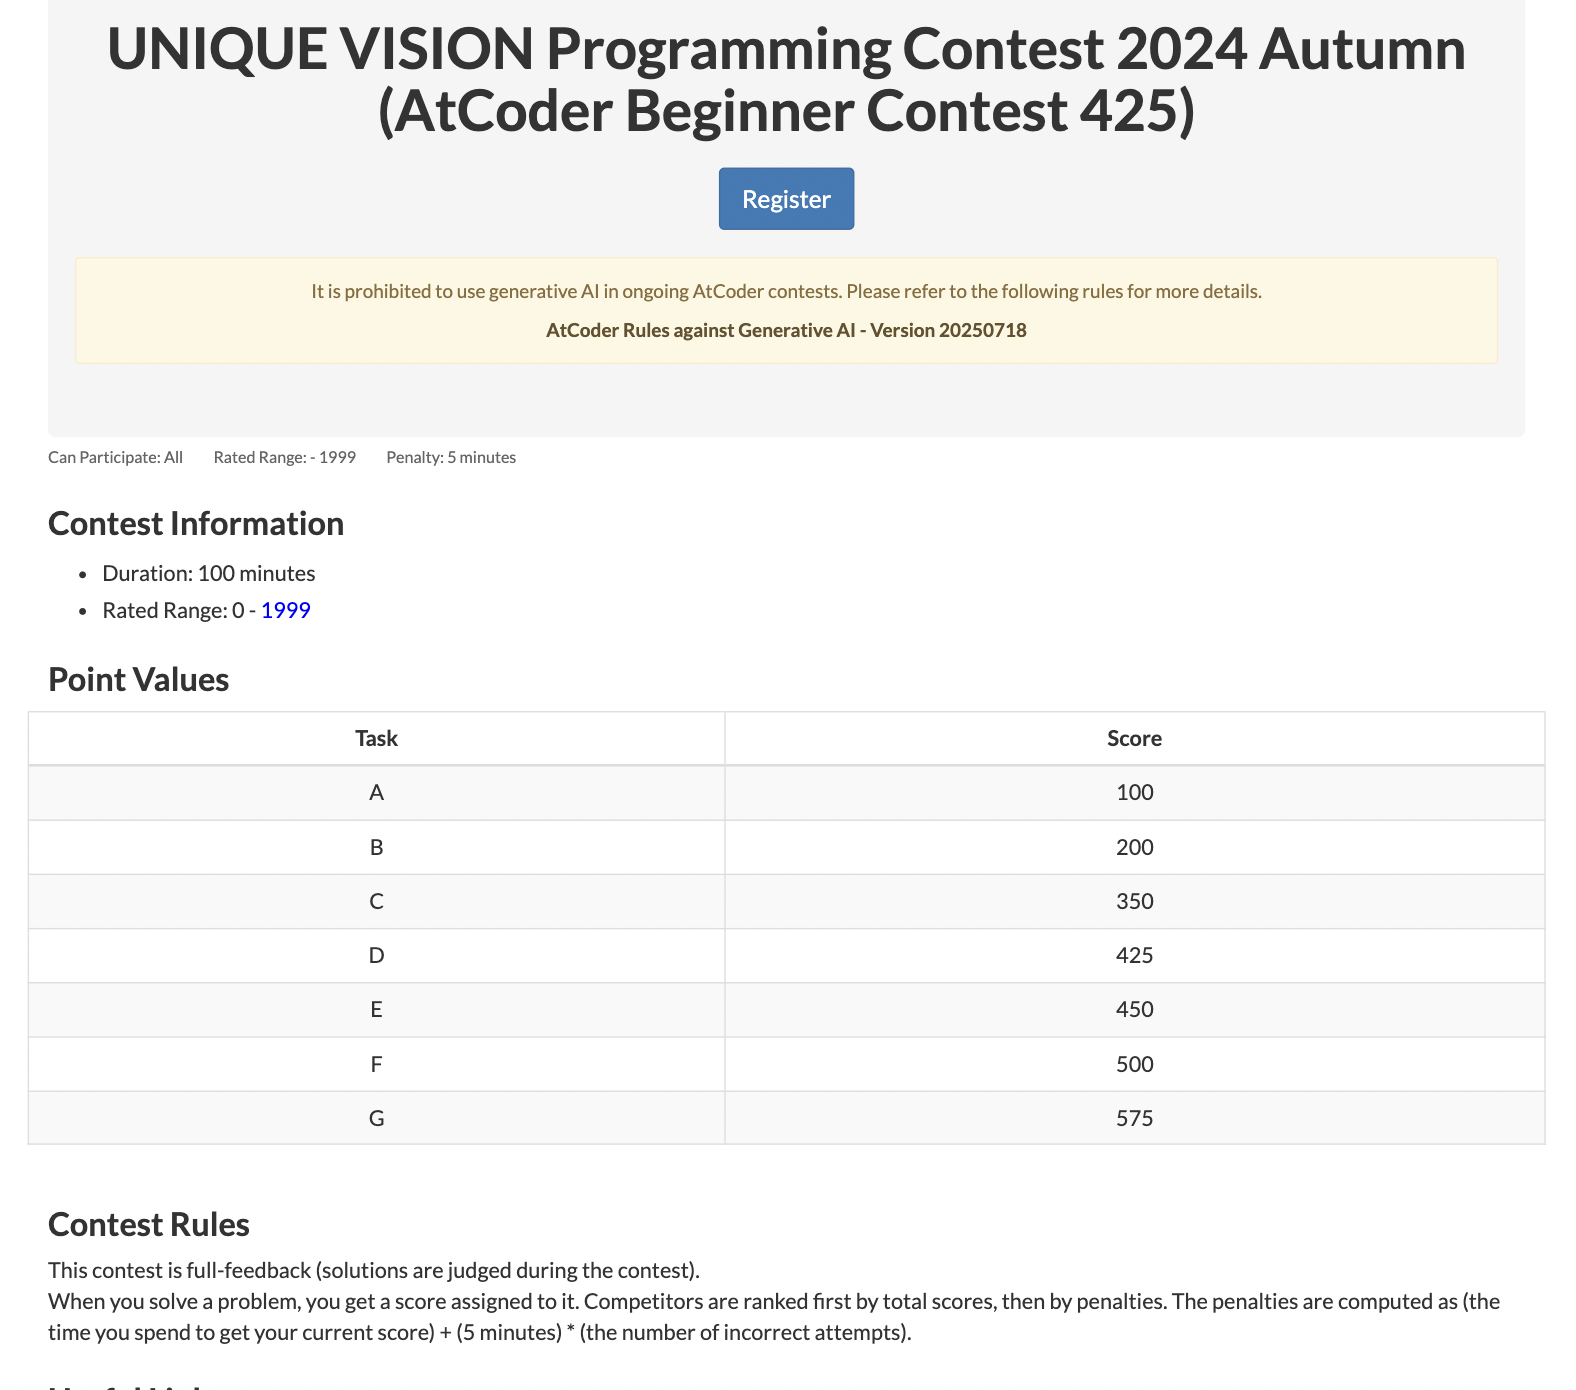 UNIQUE VISION Programming Contest 2024 Autumn
(AtCoder Beginner Contest 425)
Register
It is prohibited to use generative AI in ongoing AtCoder contests. Please refer to the following rules for more details.
AtCoder Rules against Generative AI - Version 20250718
Can Participate: All Rated Range: - 1999 Penalty: 5 minutes
Contest Information
• Duration: 100 minutes
• Rated Range: 0 - 1999
Point Values
Task Score
A 100
B 200
C 350
D 425
E 450
F 500
G 575
Contest Rules
This contest is full-feedback (solutions are judged during the contest).
When you solve a problem, you get a score assigned to it. Competitors are ranked first by total scores, then by penalties. The penalties are computed as (the
time you spend to get your current score) + (5 minutes) * (the number of incorrect attempts).